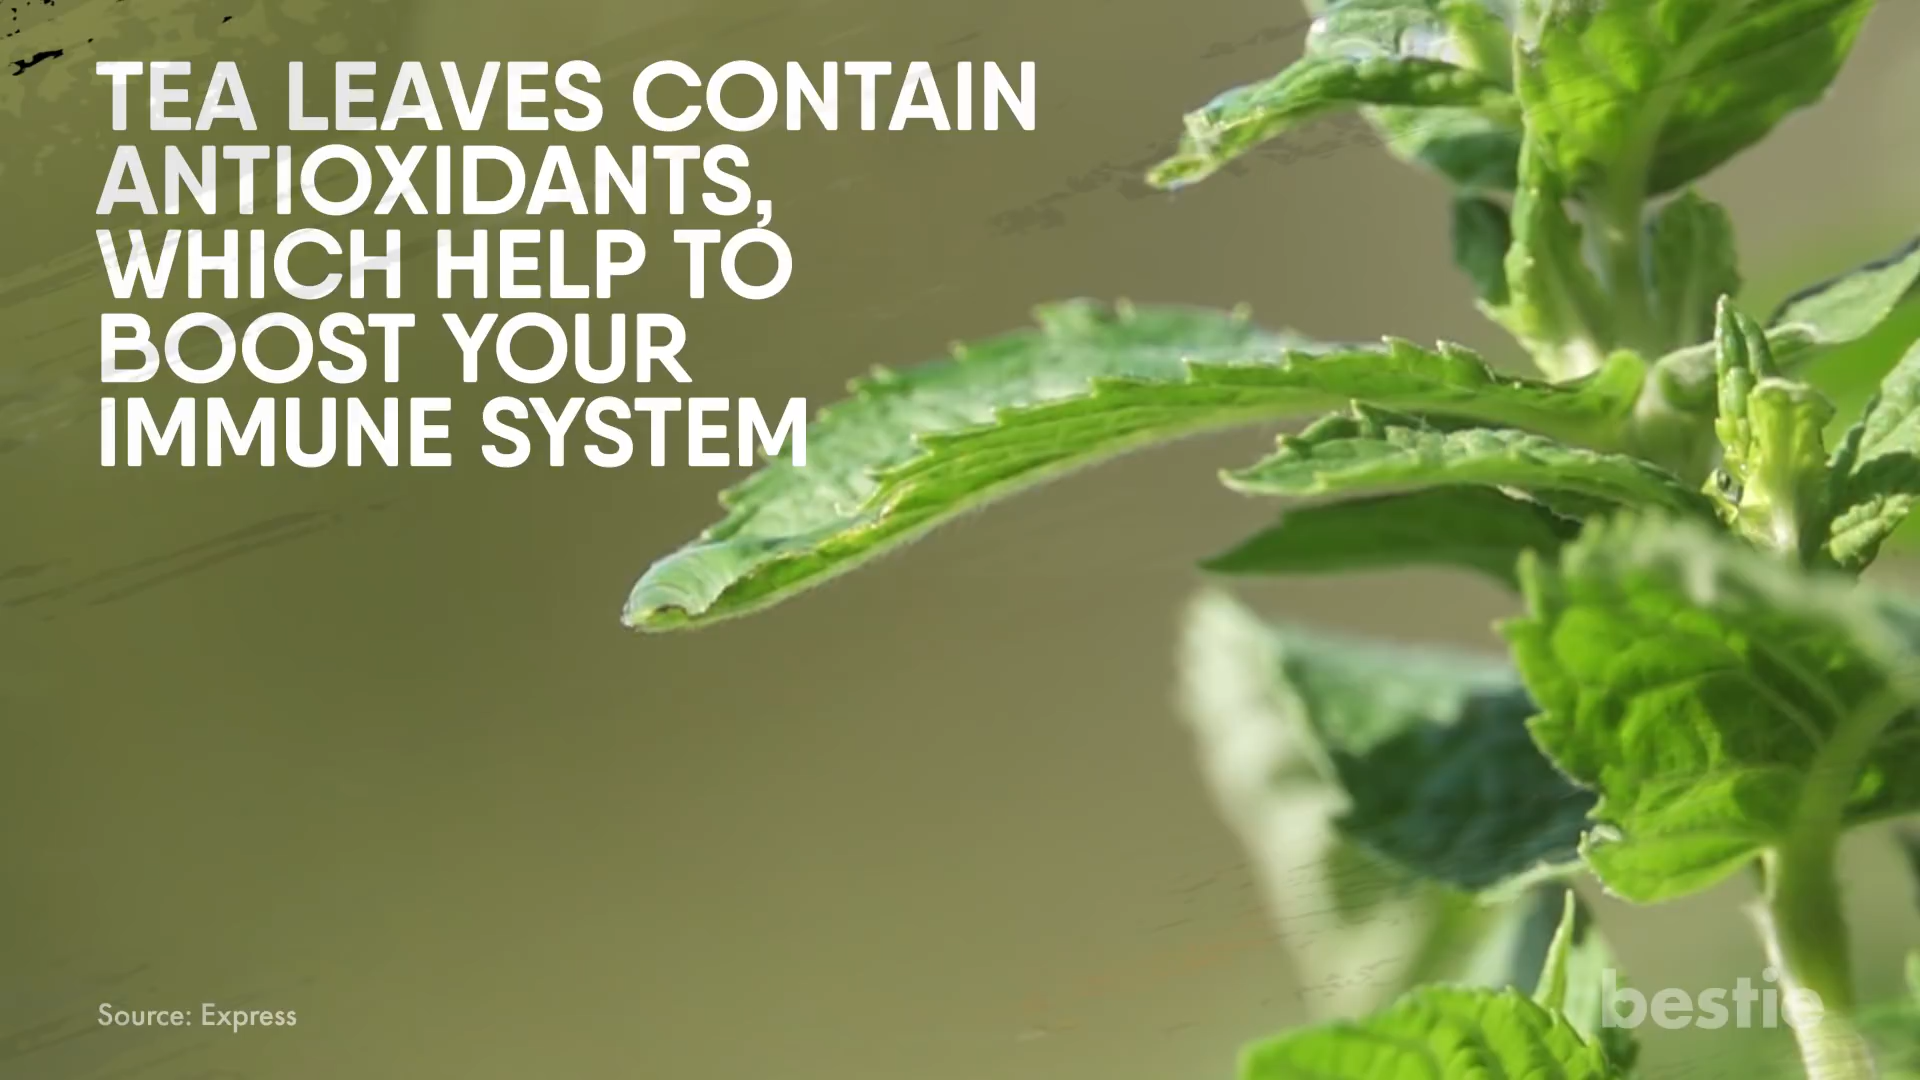 TEA LEAVES CONTAIN
ANTIOXIDANTS,
WHICH HELP TO
BOOST YOUR
IMMUNE SYSTEM
Source: Express
bestie